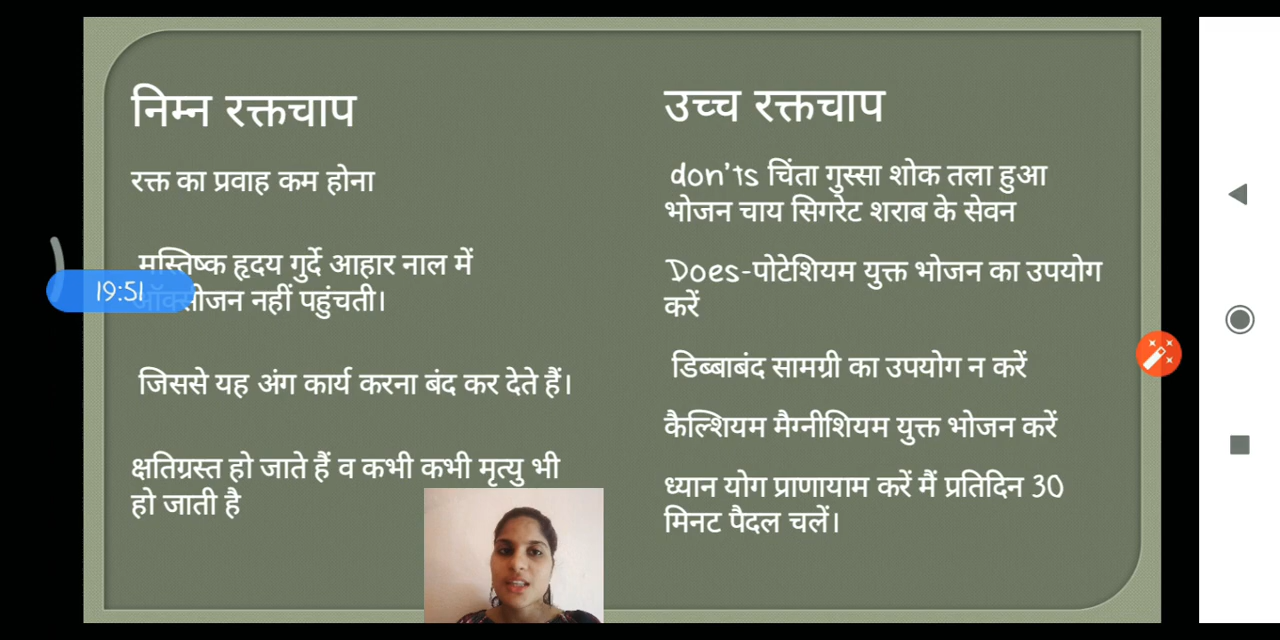 निम्न रक्तचाप
रक्त का प्रवाह कम होना
मस्तिष्क हृदय गुर्दे आहार नाल में
ऑक्सीजन नहीं पहुंचती।
19:51
जिससे यह अंग कार्य करना बंद कर देते हैं।
क्षतिग्रस्त हो जाते हैं व कभी कभी मृत्यु भी
हो जाती है
उच्च रक्तचाप
don'ts चिंता गुस्सा शोक तला हुआ
भोजन चाय सिगरेट शराब के सेवन
Does-पोटेशियम युक्त भोजन का उपयोग
करें
डिब्बाबंद सामग्री का उपयोग न करें
कैल्शियम मैग्नीशियम युक्त भोजन करें
ध्यान योग प्राणायाम करें मैं प्रतिदिन 30
मिनट पैदल चलें।